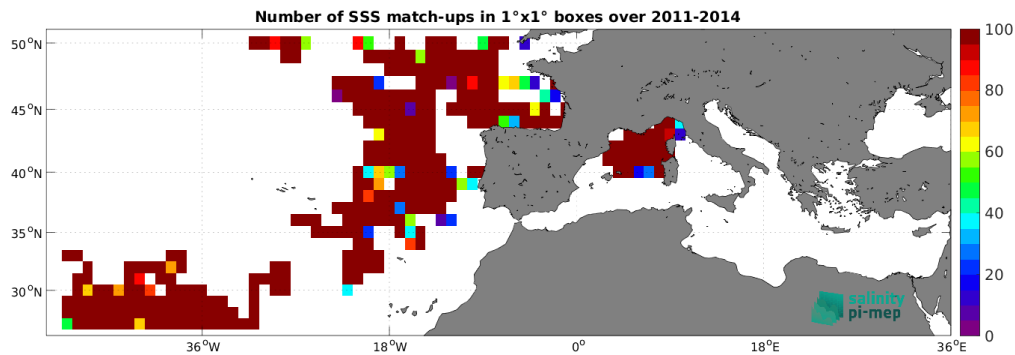 Number of SSS match-ups in 1°x1° boxes over 2011-2014
50°N
45°N
40°N
35°N
30°N
36°W
18°W
0°
18°E
36°E
100
80
60
40
20
0
salinity
pi-mep